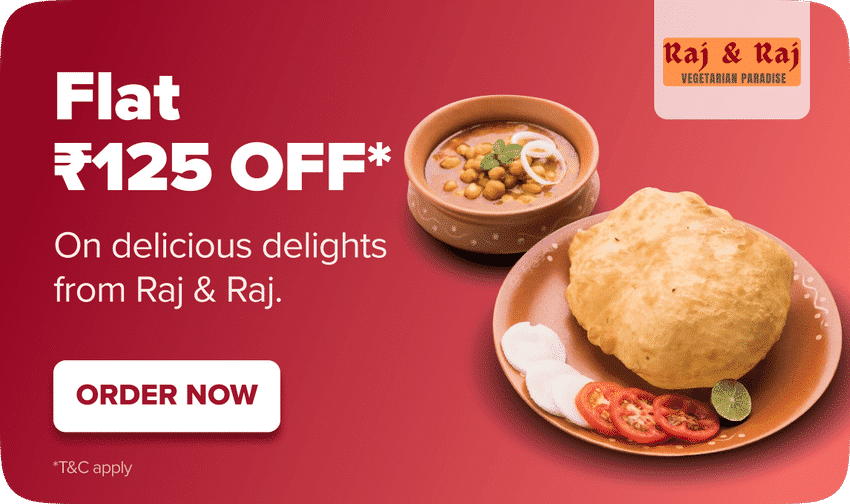 Raj & Raj
VEGETARIAN PARADISE
Flat
₹125 OFF*
On delicious delights
from Raj & Raj.
ORDER NOW
*T&C apply